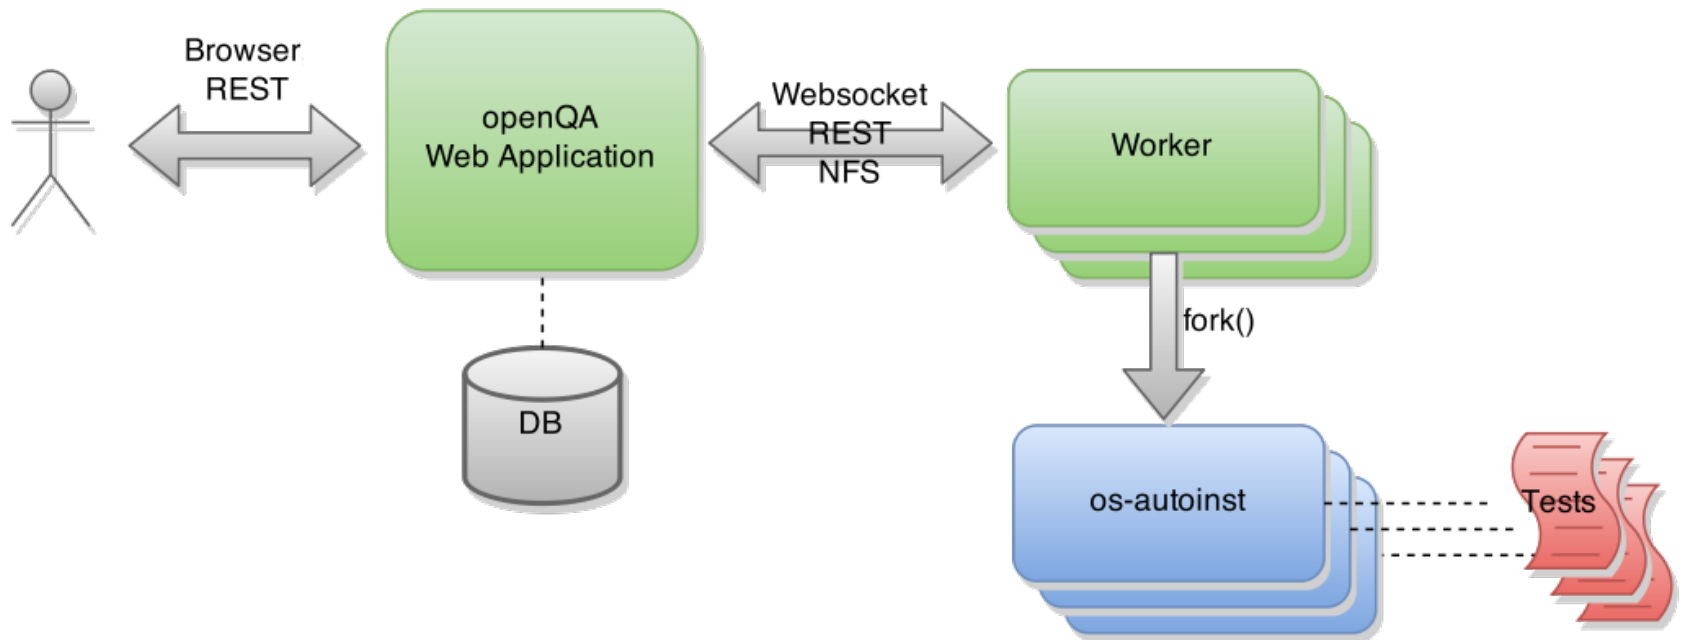 Browser
REST
openQA
Web Application
Websocket
REST
NFS
Worker
fork()
DB
os-autoinst
Tests